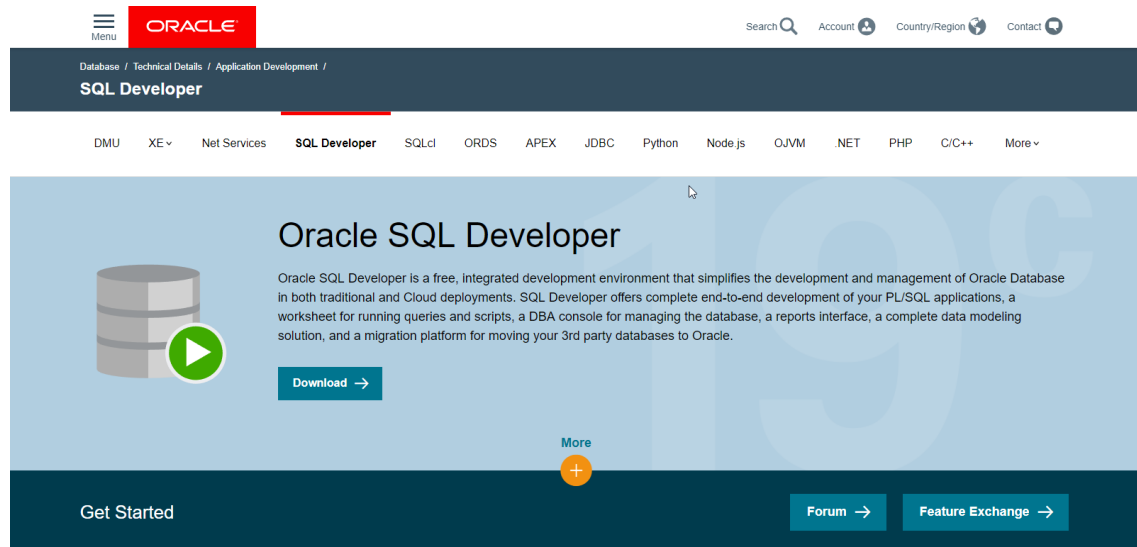 Menu
ORACLE
Search
Account
Country/Region
Contact
Database / Technical Details / Application Development /
SQL Developer
DMU XE Net Services SQL Developer SQLcl ORDS APEX JDBC Python Node.js OJVM .NET PHP C/C++ More
19c
Oracle SQL Developer
Oracle SQL Developer is a free, integrated development environment that simplifies the development and management of Oracle Database
in both traditional and Cloud deployments. SQL Developer offers complete end-to-end development of your PL/SQL applications, a
worksheet for running queries and scripts, a DBA console for managing the database, a reports interface, a complete data modeling
solution, and a migration platform for moving your 3rd party databases to Oracle.
Download →
More
+
Get Started
Forum →
Feature Exchange →